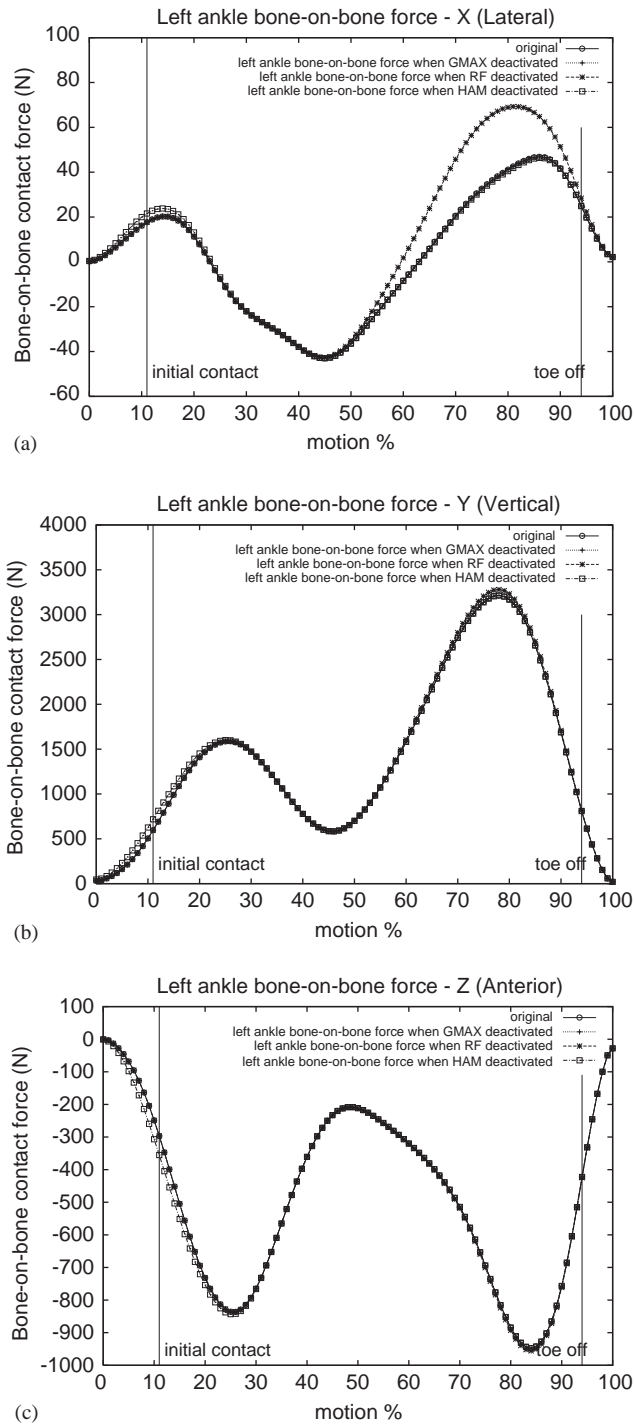 Left ankle bone-on-bone force - X (Lateral)
100
80
60
40
20
0
-20
-40
-60
Bone-on-bone contact force (N)
original
left ankle bone-on-bone force when GMAX deactivated
left ankle bone-on-bone force when RF deactivated
left ankle bone-on-bone force when HAM deactivated
initial contact
toe off
0 10 20 30 40 50 60 70 80 90 100
motion %
(a)
Left ankle bone-on-bone force - Y (Vertical)
4000
3500
3000
2500
2000
1500
1000
500
0
Bone-on-bone contact force (N)
original
left ankle bone-on-bone force when GMAX deactivated
left ankle bone-on-bone force when RF deactivated
left ankle bone-on-bone force when HAM deactivated
initial contact
toe off
0 10 20 30 40 50 60 70 80 90 100
motion %
(b)
Left ankle bone-on-bone force - Z (Anterior)
100
0
-100
-200
-300
-400
-500
-600
-700
-800
-900
-1000
Bone-on-bone contact force (N)
original
left ankle bone-on-bone force when GMAX deactivated
left ankle bone-on-bone force when RF deactivated
left ankle bone-on-bone force when HAM deactivated
initial contact
toe off
0 10 20 30 40 50 60 70 80 90 100
motion %
(c)